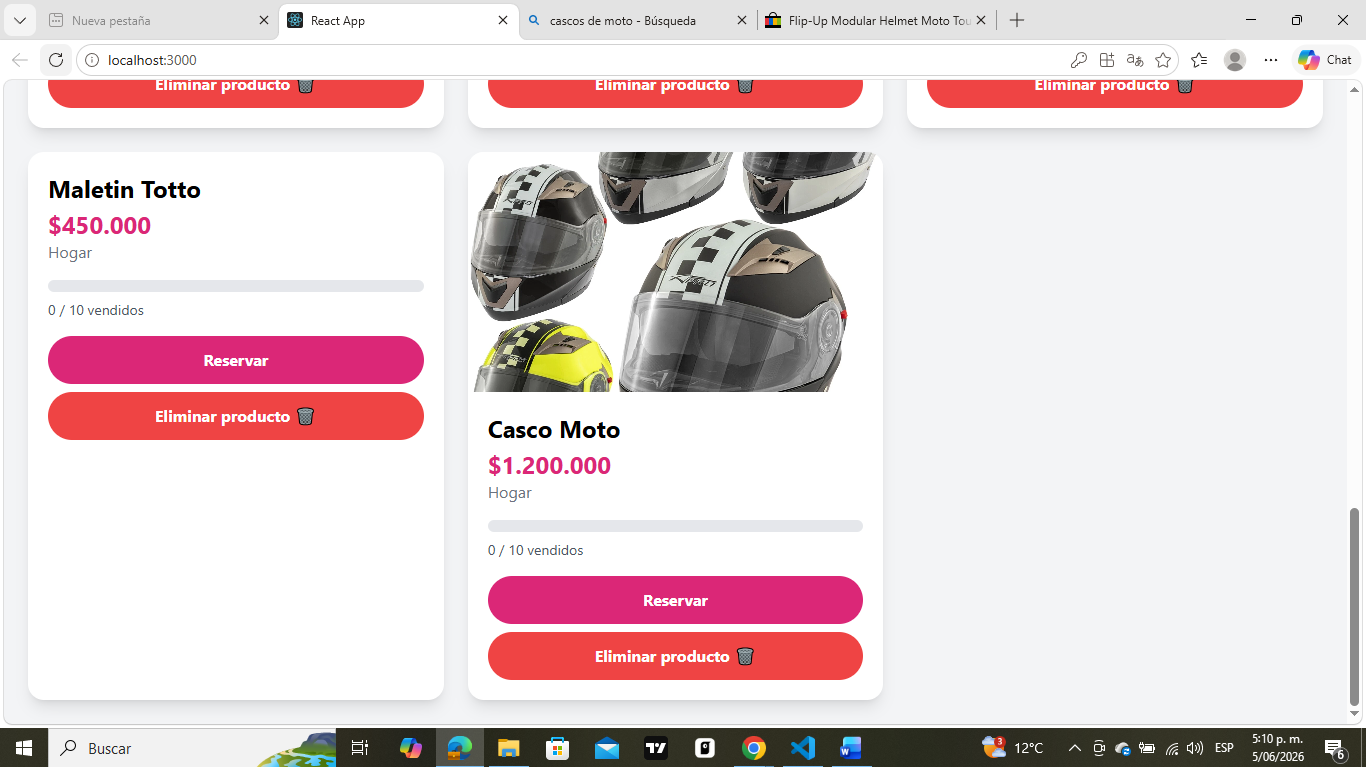 Nueva pestaña
React App
cascos de moto - Búsqueda
Flip-Up Modular Helmet Moto Tou
localhost:3000
Chat
Eliminar producto
Eliminar producto
Eliminar producto
Maletin Totto
$450.000
Hogar
0 / 10 vendidos
Reservar
Eliminar producto
Casco Moto
$1.200.000
Hogar
0 / 10 vendidos
Reservar
Eliminar producto
Buscar
3
12°C
ESP
5:10 p. m.
5/06/2026
6